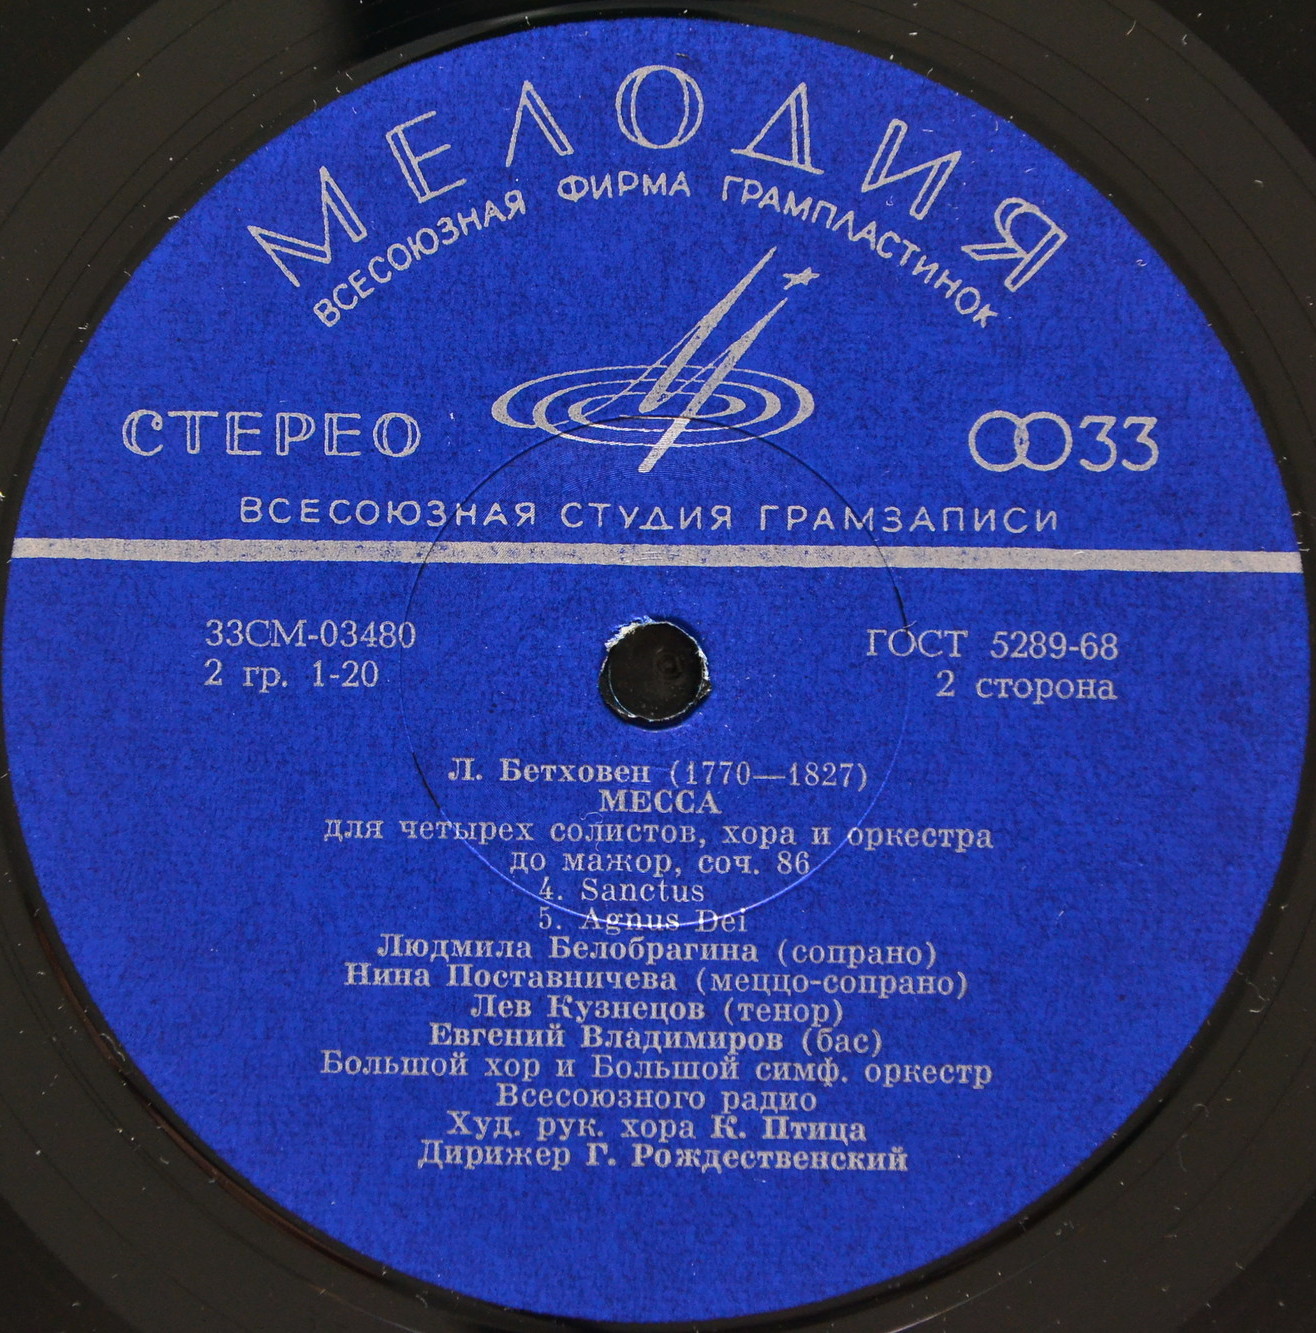 МЕЛОДИЯ
ВСЕСОЮЗНАЯ ФИРМА ГРАМПЛАСТИНОК
СТЕРЕО
33
ВСЕСОЮЗНАЯ СТУДИЯ ГРАМЗАПИСИ
33СМ-03480
2 гр. 1-20
ГОСТ 5289-68
2 сторона
Л. Бетховен (1770—1827)
МЕССА
для четырех солистов, хора и оркестра
до мажор, соч. 86
4. Sanctus
5. Agnus Dei
Людмила Белобрагина (сопрано)
Нина Поставничева (меццо-сопрано)
Лев Кузнецов (тенор)
Евгений Владимиров (бас)
Большой хор и Большой симф. оркестр
Всесоюзного радио
Худ. рук. хора К. Птица
Дирижер Г. Рождественский